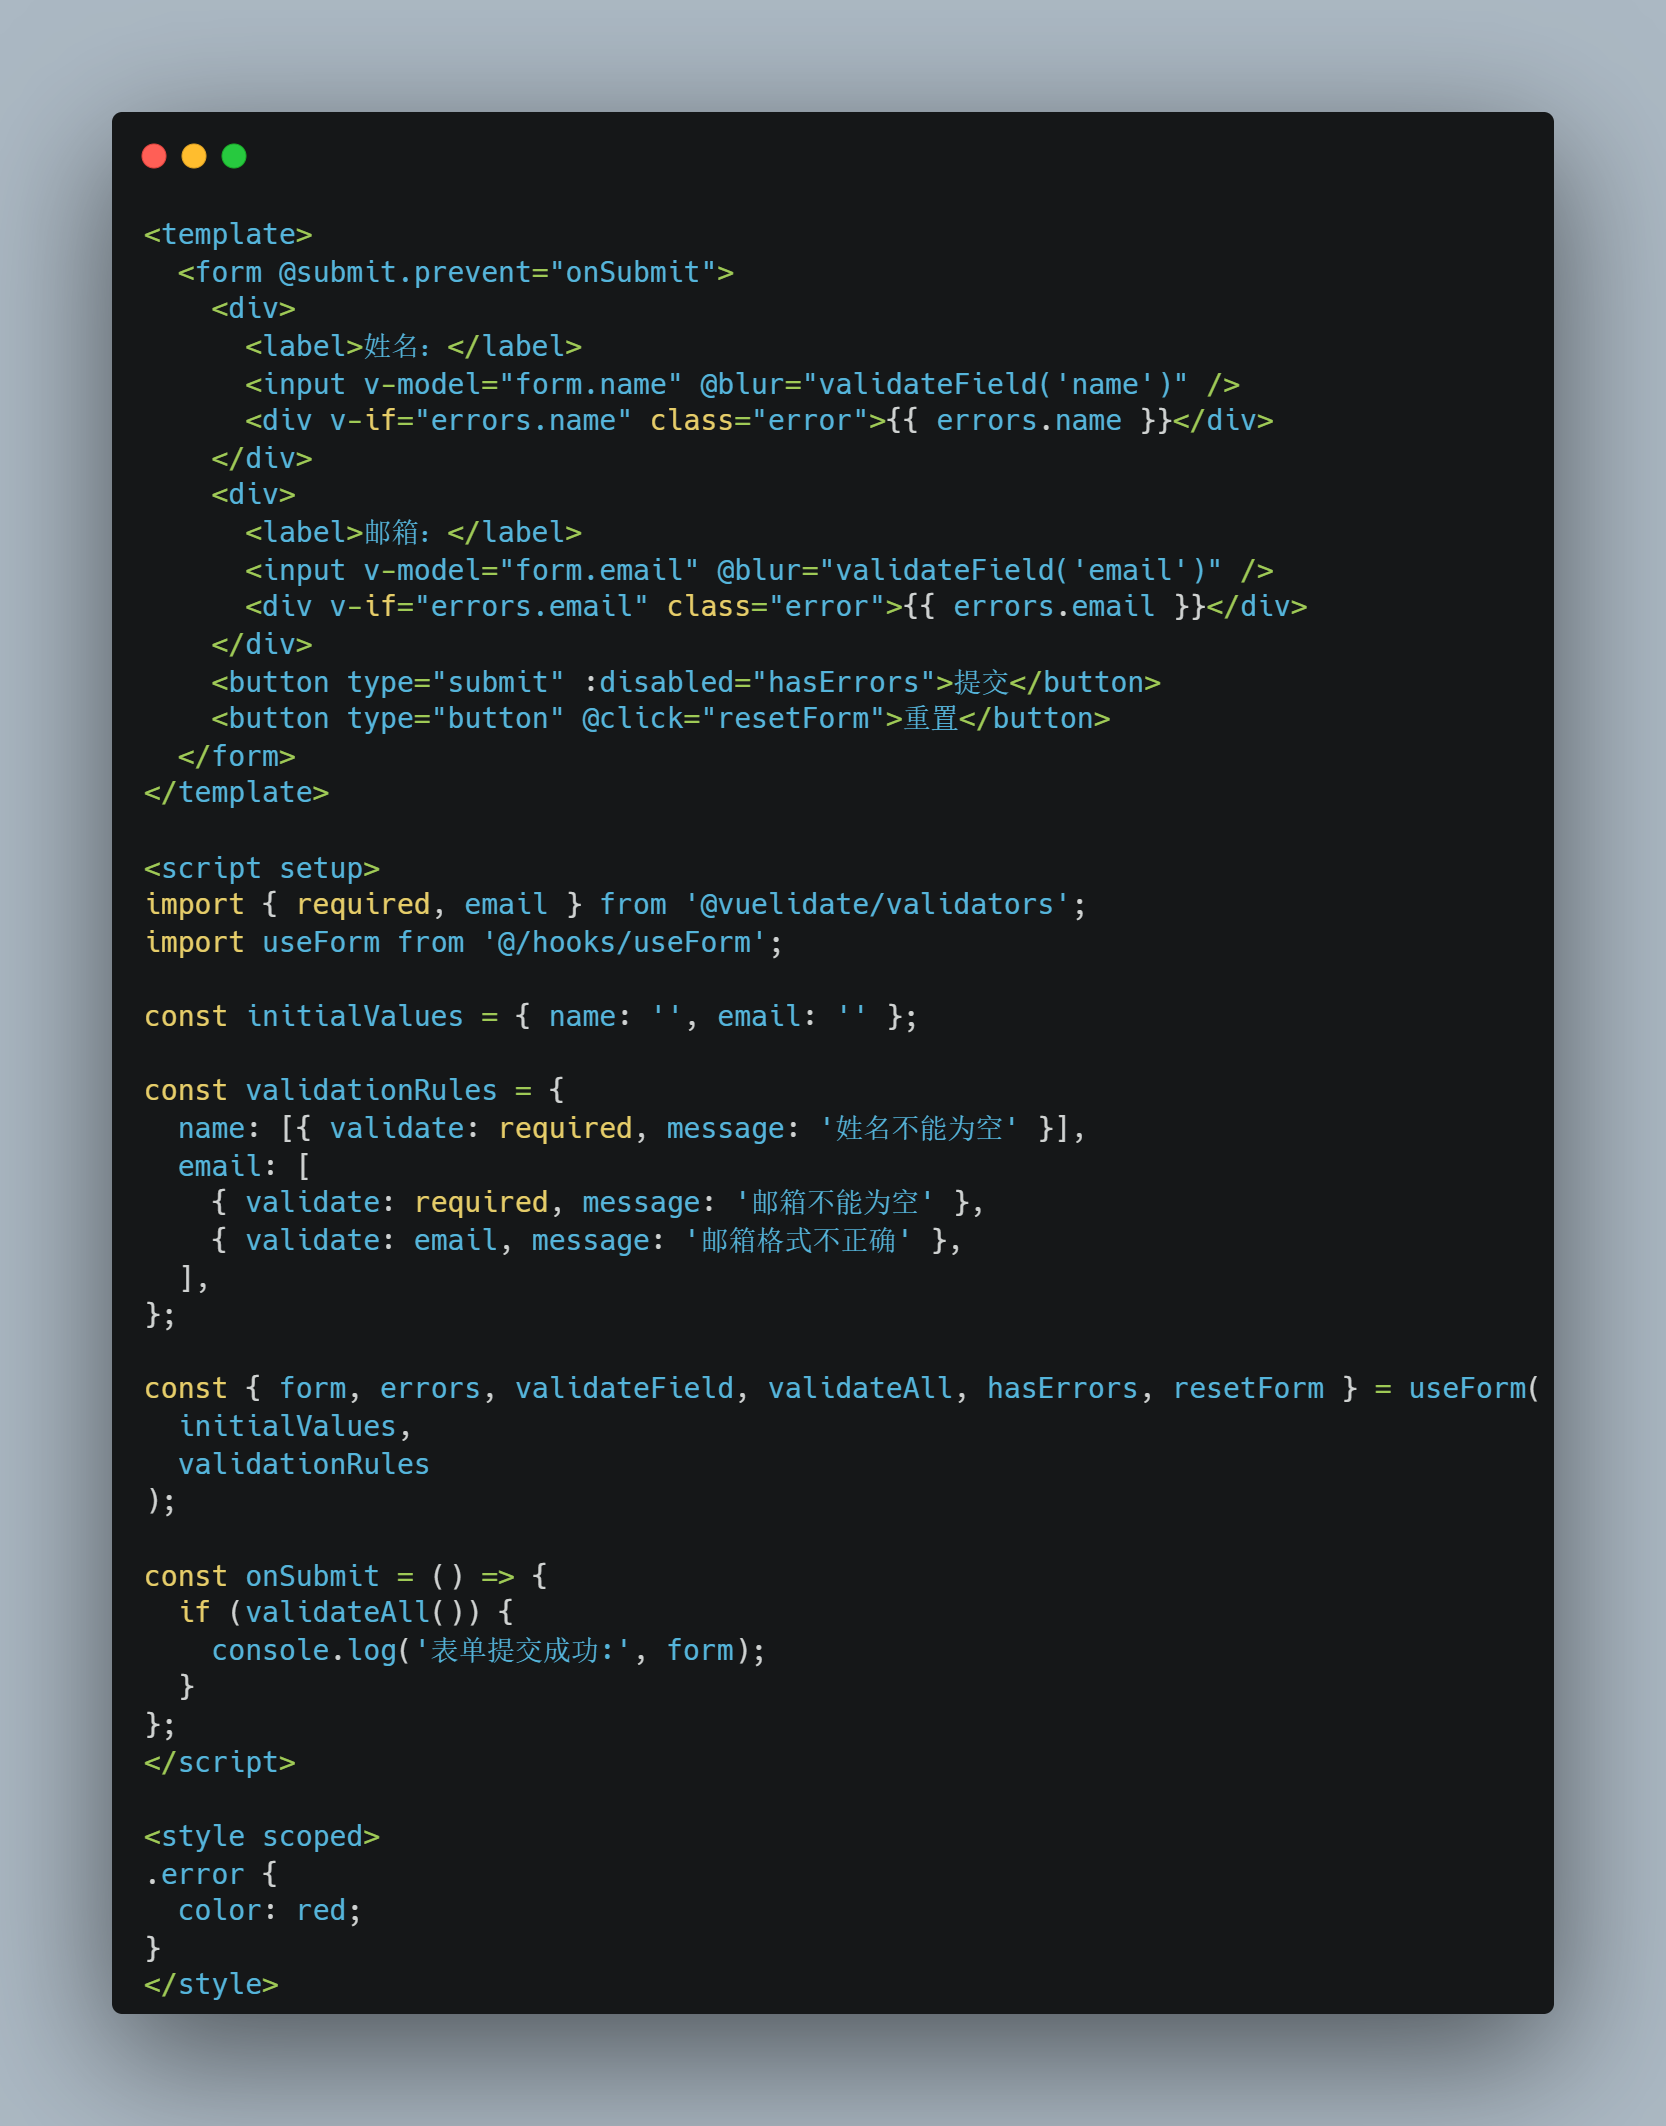 <template>
  <form @submit.prevent="onSubmit">
    <div>
      <label>姓名：</label>
      <input v-model="form.name" @blur="validateField('name')" />
      <div v-if="errors.name" class="error">{{ errors.name }}</div>
    </div>
    <div>
      <label>邮箱：</label>
      <input v-model="form.email" @blur="validateField('email')" />
      <div v-if="errors.email" class="error">{{ errors.email }}</div>
    </div>
    <button type="submit" :disabled="hasErrors">提交</button>
    <button type="button" @click="resetForm">重置</button>
  </form>
</template>

<script setup>
import { required, email } from '@vuelidate/validators';
import useForm from '@/hooks/useForm';

const initialValues = { name: '', email: '' };

const validationRules = {
  name: [{ validate: required, message: '姓名不能为空' }],
  email: [
    { validate: required, message: '邮箱不能为空' },
    { validate: email, message: '邮箱格式不正确' },
  ],
};

const { form, errors, validateField, validateAll, hasErrors, resetForm } = useForm(
  initialValues,
  validationRules
);

const onSubmit = () => {
  if (validateAll()) {
    console.log('表单提交成功:', form);
  }
};
</script>

<style scoped>
.error {
  color: red;
}
</style>